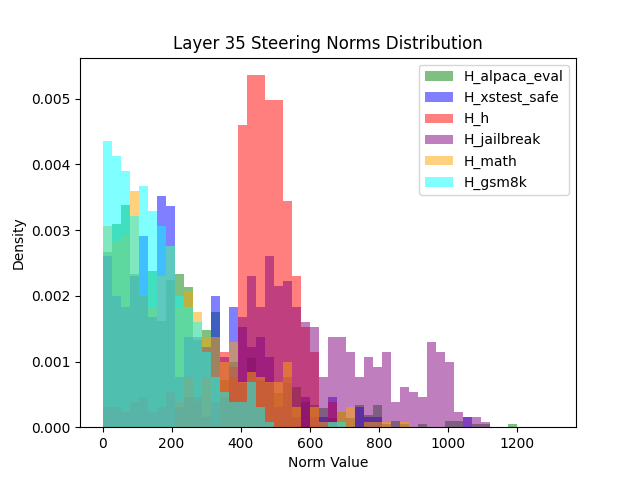 Layer 35 Steering Norms Distribution
H_alpaca_eval
H_xstest_safe
H_h
H_jailbreak
H_math
H_gsm8k
0.005
0.004
0.003
0.002
0.001
0.000
Density
0 200 400 600 800 1000 1200
Norm Value